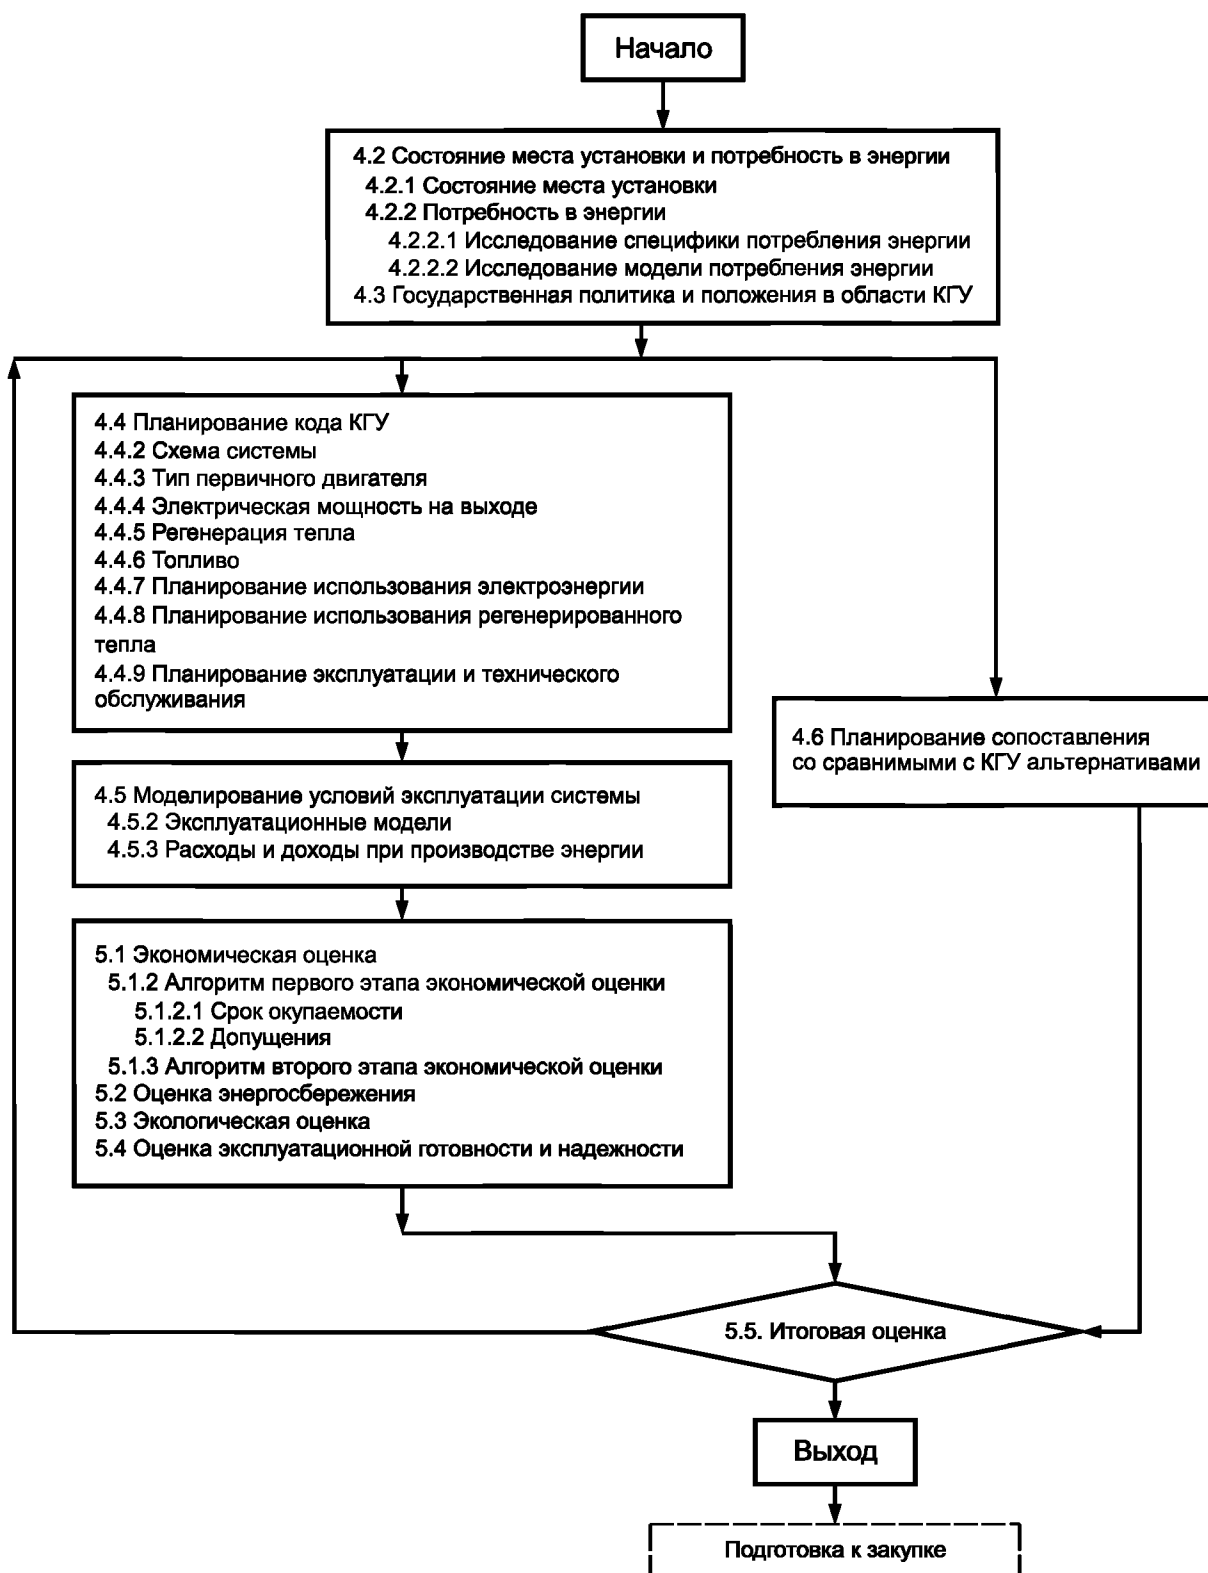 Начало
4.2 Состояние места установки и потребность в энергии
4.2.1 Состояние места установки
4.2.2 Потребность в энергии
4.2.2.1 Исследование специфики потребления энергии
4.2.2.2 Исследование модели потребления энергии
4.3 Государственная политика и положения в области КГУ
4.4 Планирование кода КГУ
4.4.2 Схема системы
4.4.3 Тип первичного двигателя
4.4.4 Электрическая мощность на выходе
4.4.5 Регенерация тепла
4.4.6 Топливо
4.4.7 Планирование использования электроэнергии
4.4.8 Планирование использования регенерированного
тепла
4.4.9 Планирование эксплуатации и технического
обслуживания
4.6 Планирование сопоставления
со сравнимыми с КГУ альтернативами
4.5 Моделирование условий эксплуатации системы
4.5.2 Эксплуатационные модели
4.5.3 Расходы и доходы при производстве энергии
5.1 Экономическая оценка
5.1.2 Алгоритм первого этапа экономической оценки
5.1.2.1 Срок окупаемости
5.1.2.2 Допущения
5.1.3 Алгоритм второго этапа экономической оценки
5.2 Оценка энергосбережения
5.3 Экологическая оценка
5.4 Оценка эксплуатационной готовности и надежности
5.5. Итоговая оценка
Выход
Подготовка к закупке